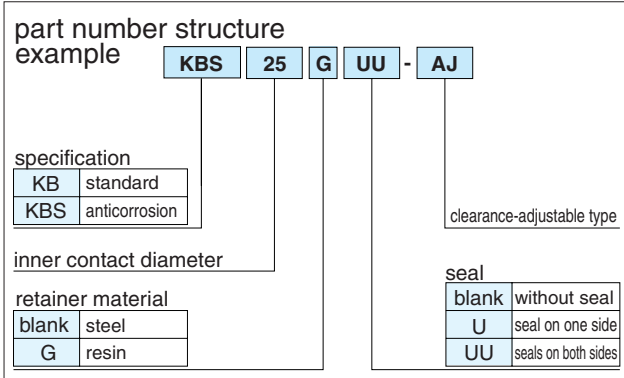 part number structure
example
KBS 25 G UU - AJ
specification
KB standard
KBS anticorrosion
clearance-adjustable type
inner contact diameter
retainer material
blank steel
G resin
seal
blank without seal
U seal on one side
UU seals on both sides